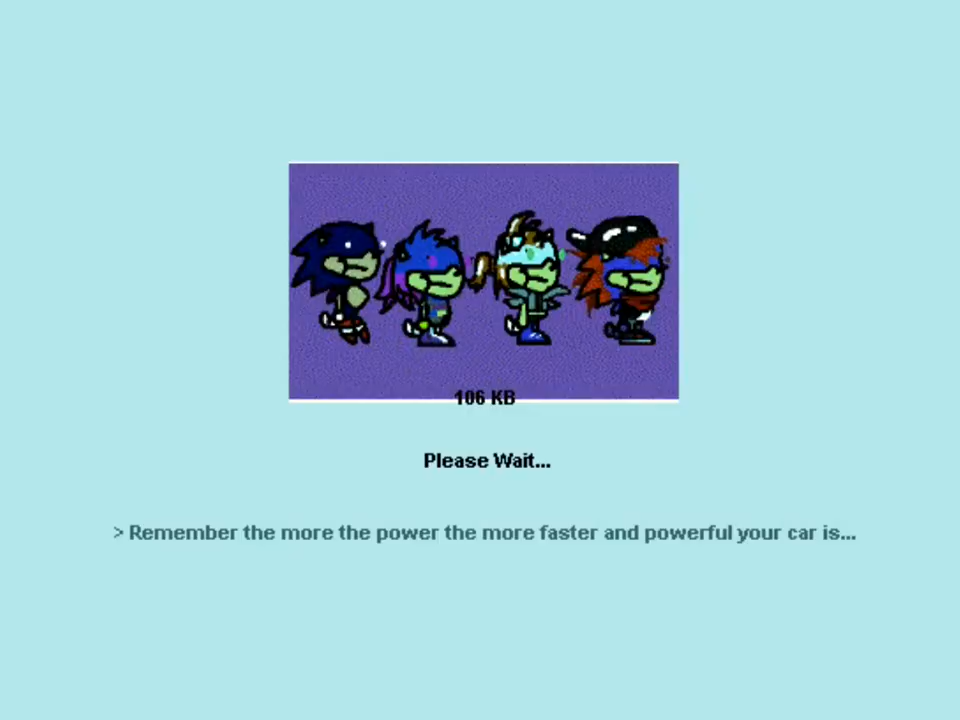 106 KB
Please Wait...
> Remember the more the power the more faster and powerful your car is...